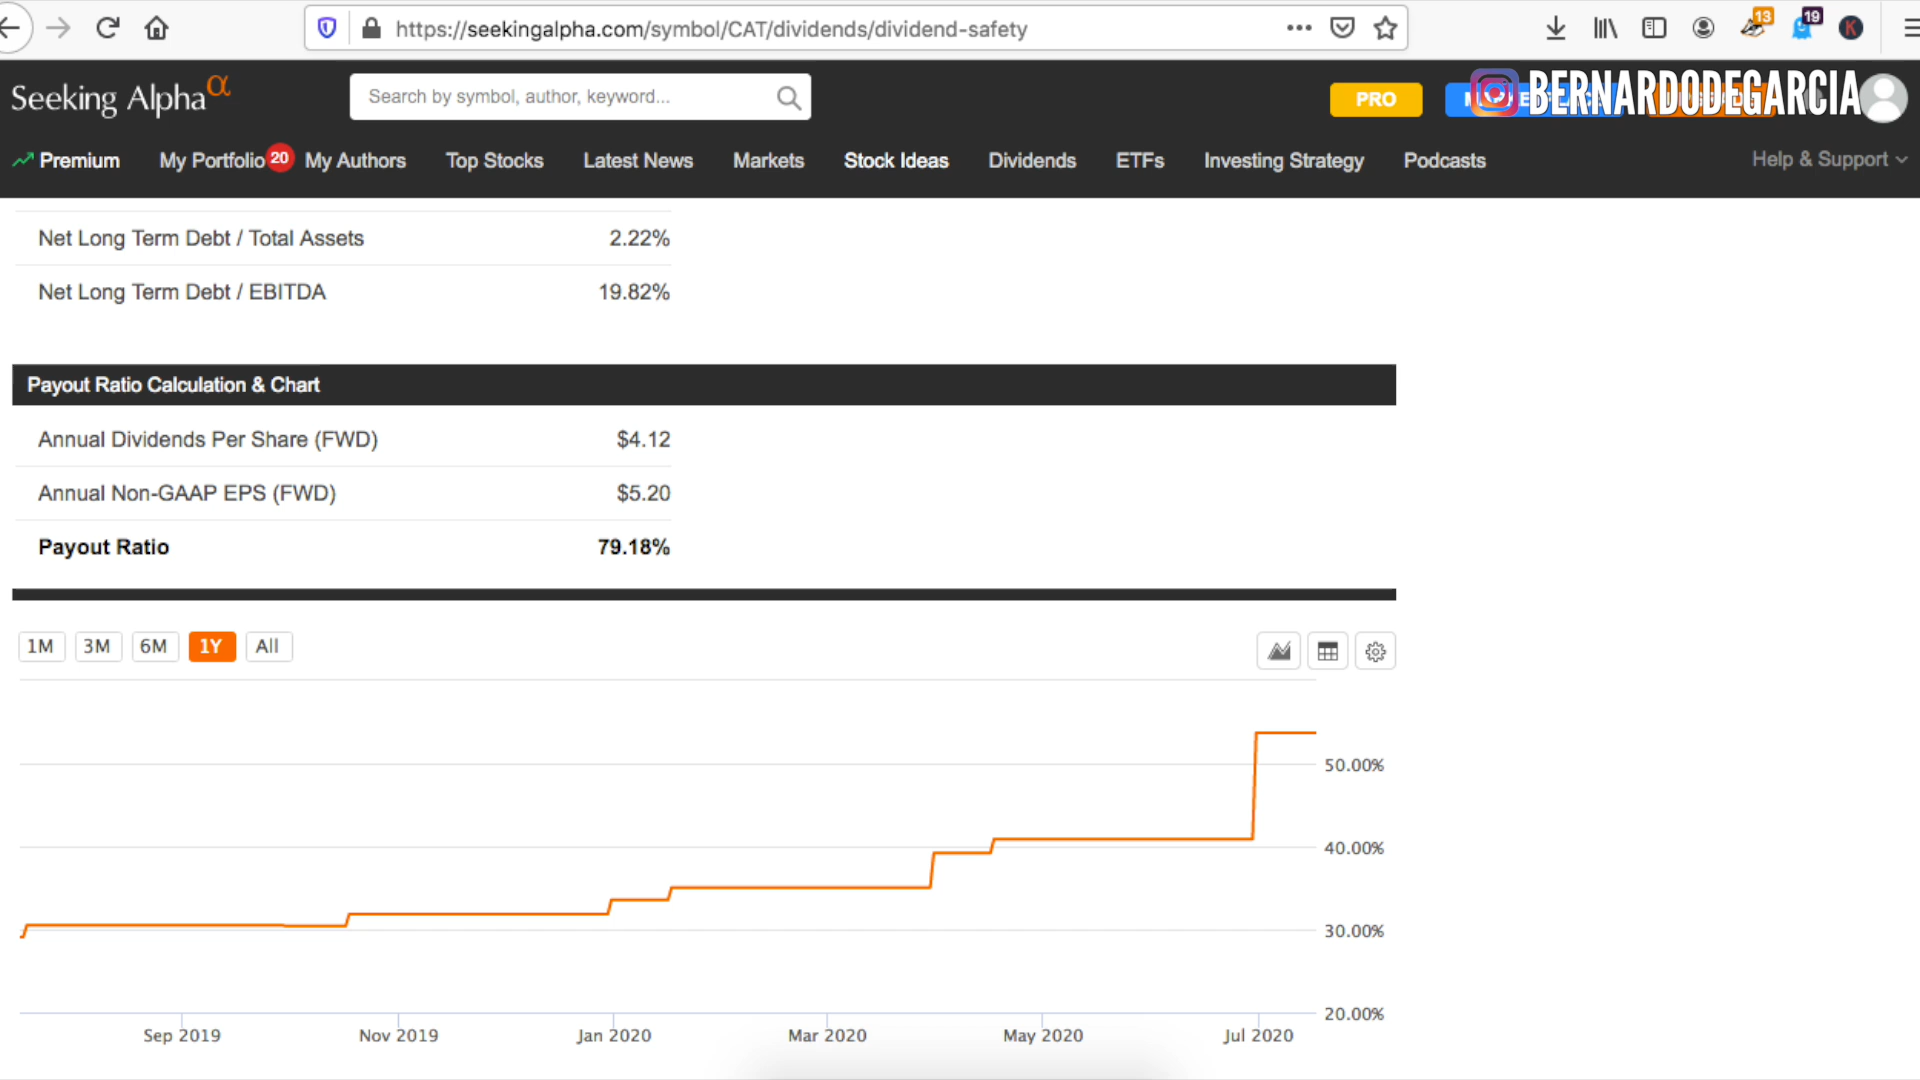 https://seekingalpha.com/symbol/CAT/dividends/dividend-safety
13
19
K
Seeking Alphaα
Search by symbol, author, keyword...
PRO
BERNARDODEGARCIA
Premium
My Portfolio 20
My Authors
Top Stocks
Latest News
Markets
Stock Ideas
Dividends
ETFs
Investing Strategy
Podcasts
Help & Support
Net Long Term Debt / Total Assets 2.22%
Net Long Term Debt / EBITDA 19.82%
Payout Ratio Calculation & Chart
Annual Dividends Per Share (FWD) $4.12
Annual Non-GAAP EPS (FWD) $5.20
Payout Ratio 79.18%
1M 3M 6M 1Y All
50.00%
40.00%
30.00%
20.00%
Sep 2019 Nov 2019 Jan 2020 Mar 2020 May 2020 Jul 2020